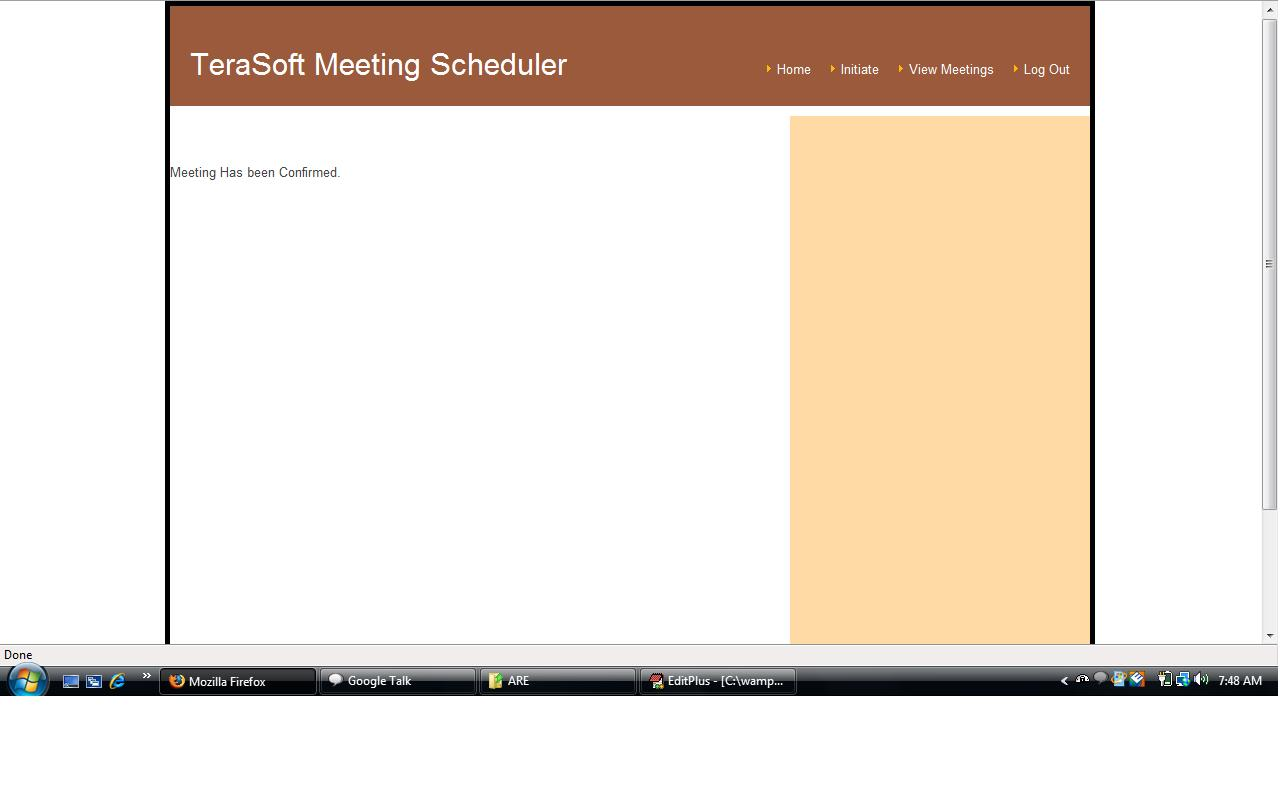 TeraSoft Meeting Scheduler
Home Initiate View Meetings Log Out
Meeting Has been Confirmed.
Done
» Mozilla Firefox Google Talk ARE EditPlus - [C:\wamp... < 7:48 AM